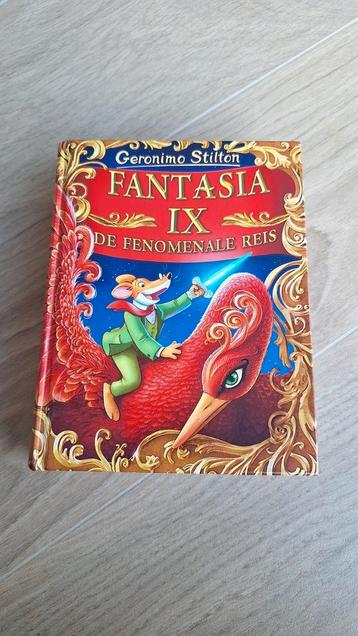 Geronimo Stilton
FANTASIA
IX
DE FENOMENALE REIS